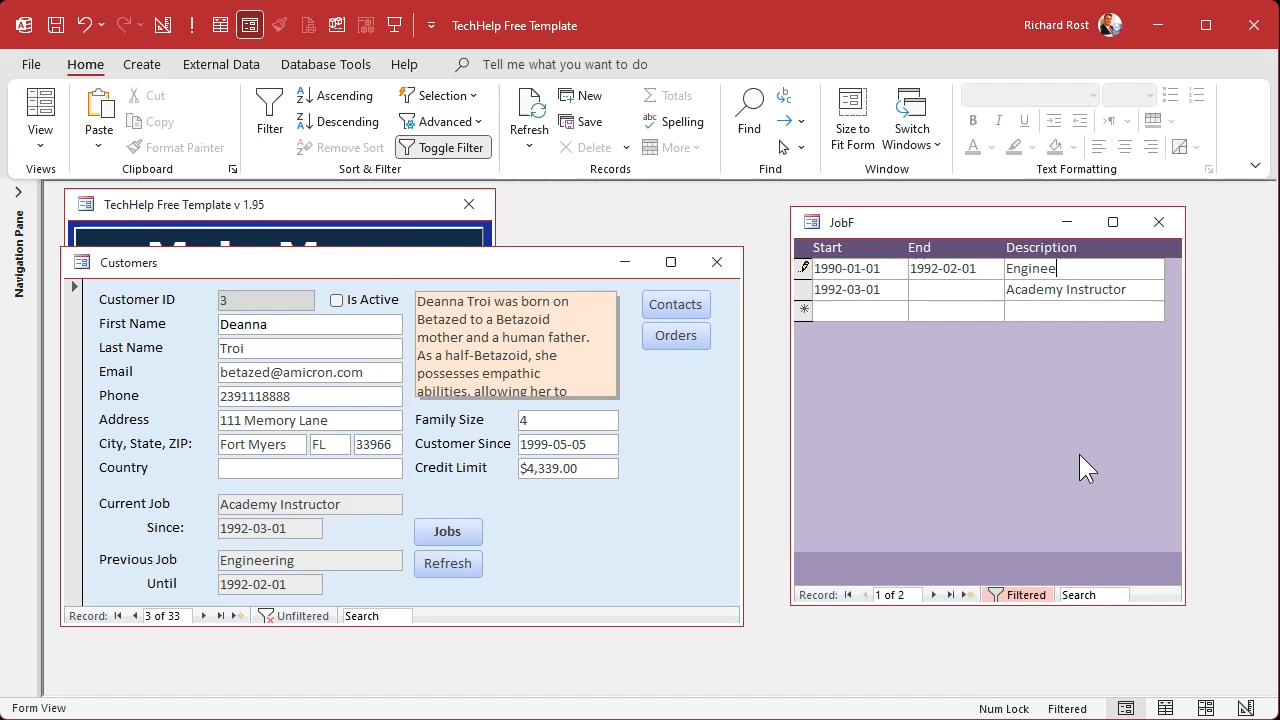 TechHelp Free Template
Richard Rost
File Home Create External Data Database Tools Help Tell me what you want to do
View
Views
Paste
Cut
Copy
Format Painter
Clipboard
Filter
Ascending
Descending
Remove Sort
Selection
Advanced
Toggle Filter
Sort & Filter
Refresh
New
Save
Delete
Totals
Spelling
More
Records
Find
Find
Size to
Fit Form
Switch
Windows
Window
B I U
A
Text Formatting
Navigation Pane
TechHelp Free Template v 1.95
Customers
Customer ID 3 Is Active
First Name Deanna
Last Name Troi
Email betazed@amicron.com
Phone 2391118888
Address 111 Memory Lane
City, State, ZIP: Fort Myers FL 33966
Country
Deanna Troi was born on
Betazed to a Betazoid
mother and a human father.
As a half-Betazoid, she
possesses empathic
abilities, allowing her to
Contacts
Orders
Family Size 4
Customer Since 1999-05-05
Credit Limit $4,339.00
Current Job Academy Instructor
Since: 1992-03-01
Previous Job Engineering
Until 1992-02-01
Jobs
Refresh
Record: 3 of 33 Unfiltered Search
JobF
Start End Description
1990-01-01 1992-02-01 Enginee
1992-03-01 Academy Instructor
Record: 1 of 2 Filtered Search
Form View
Num Lock Filtered